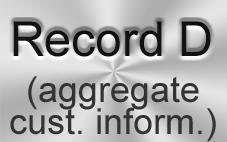 Record D
(aggregate
cust. inform.)